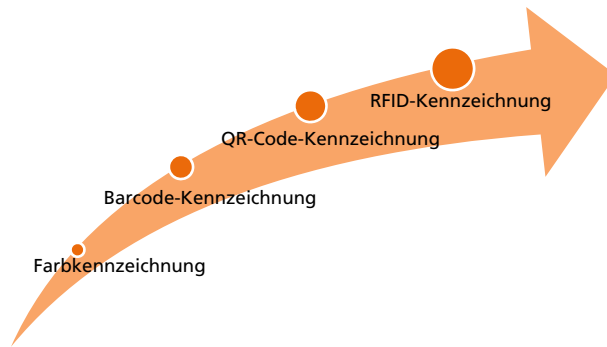 RFID-Kennzeichnung
QR-Code-Kennzeichnung
Barcode-Kennzeichnung
Farbkennzeichnung